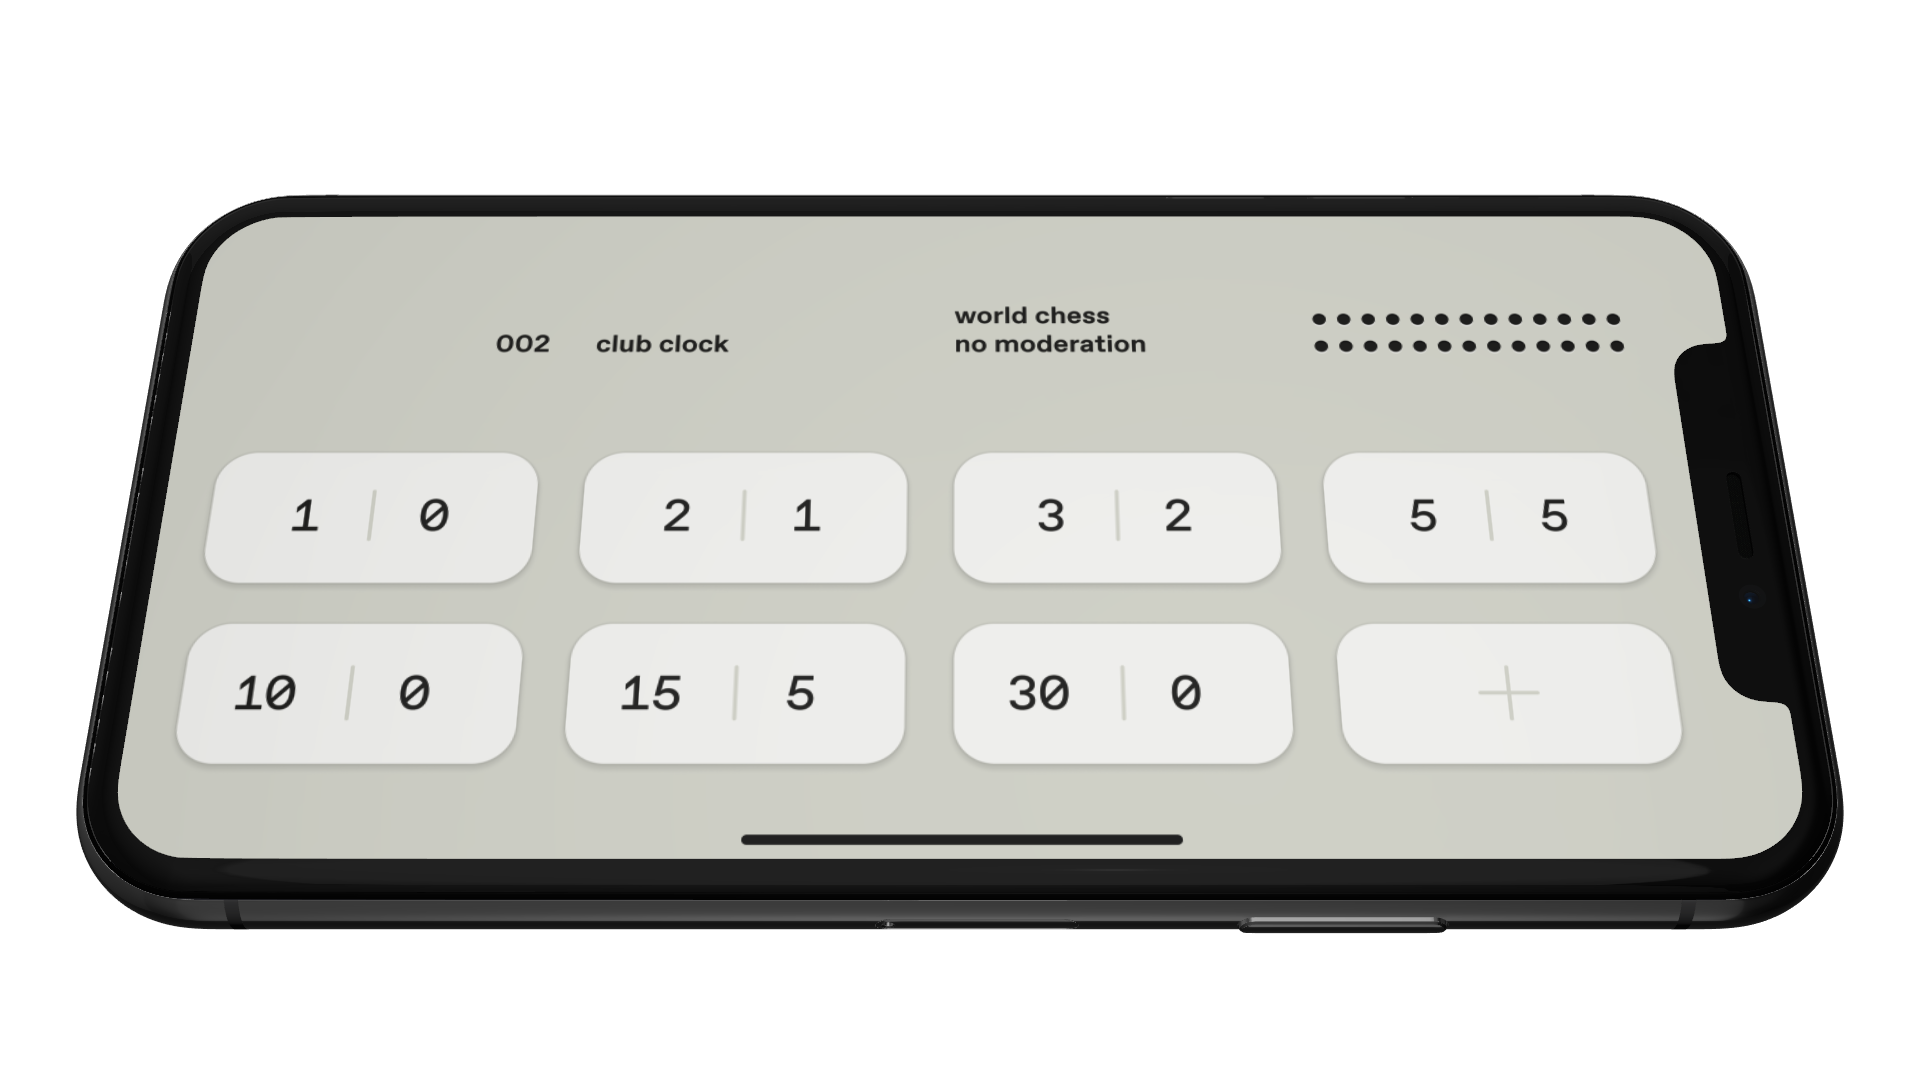 002 club clock
world chess
no moderation
1 | 0
2 | 1
3 | 2
5 | 5
10 | 0
15 | 5
30 | 0
+